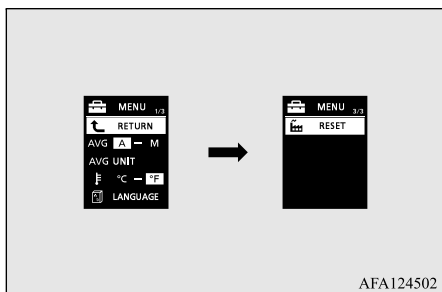 MENU 1/3
RETURN
AVG A – M
AVG UNIT
°C – °F
LANGUAGE
MENU 3/3
RESET
AFA124502